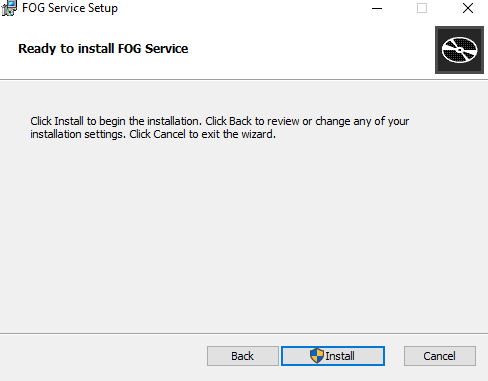 FOG Service Setup
Ready to install FOG Service
Click Install to begin the installation. Click Back to review or change any of your
installation settings. Click Cancel to exit the wizard.
Back
Install
Cancel